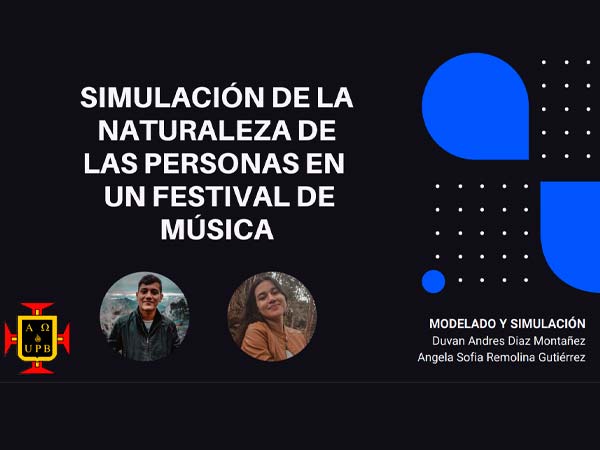 SIMULACIÓN DE LA
NATURALEZA DE
LAS PERSONAS EN
UN FESTIVAL DE
MÚSICA
Α Ω
UPB
MODELADO Y SIMULACIÓN
Duvan Andres Diaz Montañez
Angela Sofia Remolina Gutiérrez